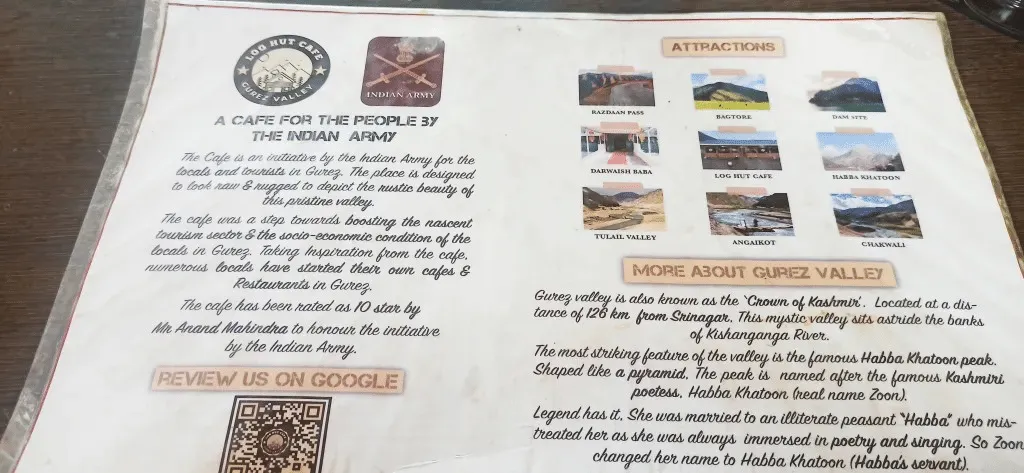 LOG HUT CAFE
GUREZ VALLEY
INDIAN ARMY
A CAFE FOR THE PEOPLE BY
THE INDIAN ARMY
The Cafe is an initiative by the Indian Army for the
locals and tourists in Gurez. The place is designed
to look raw & rugged to depict the rustic beauty of
this pristine valley.
The cafe was a step towards boosting the nascent
tourism sector & the socio-economic condition of the
locals in Gurez. Taking Inspiration from the cafe,
numerous locals have started their own cafes &
Restaurants in Gurez.
The cafe has been rated as 10 star by
Mr Anand Mahindra to honour the initiative
by the Indian Army.
REVIEW US ON GOOGLE
ATTRACTIONS
RAZDAAN PASS
BAGTORE
DAM SITE
DARWAISH BABA
LOG HUT CAFE
HABBA KHATOON
TULAIL VALLEY
ANGAIKOT
CHAKWALI
MORE ABOUT GUREZ VALLEY
Gurez valley is also known as the 'Crown of Kashmir'. Located at a dis-
tance of 126 km from Srinagar. This mystic valley sits astride the banks
of Kishanganga River.
The most striking feature of the valley is the famous Habba Khatoon peak.
Shaped like a pyramid. The peak is named after the famous Kashmiri
poetess, Habba Khatoon (real name Zoon).
Legend has it. She was married to an illiterate peasant "Habba" who mis-
treated her as she was always immersed in poetry and singing. So Zoon
changed her name to Habba Khatoon (Habba's servant).